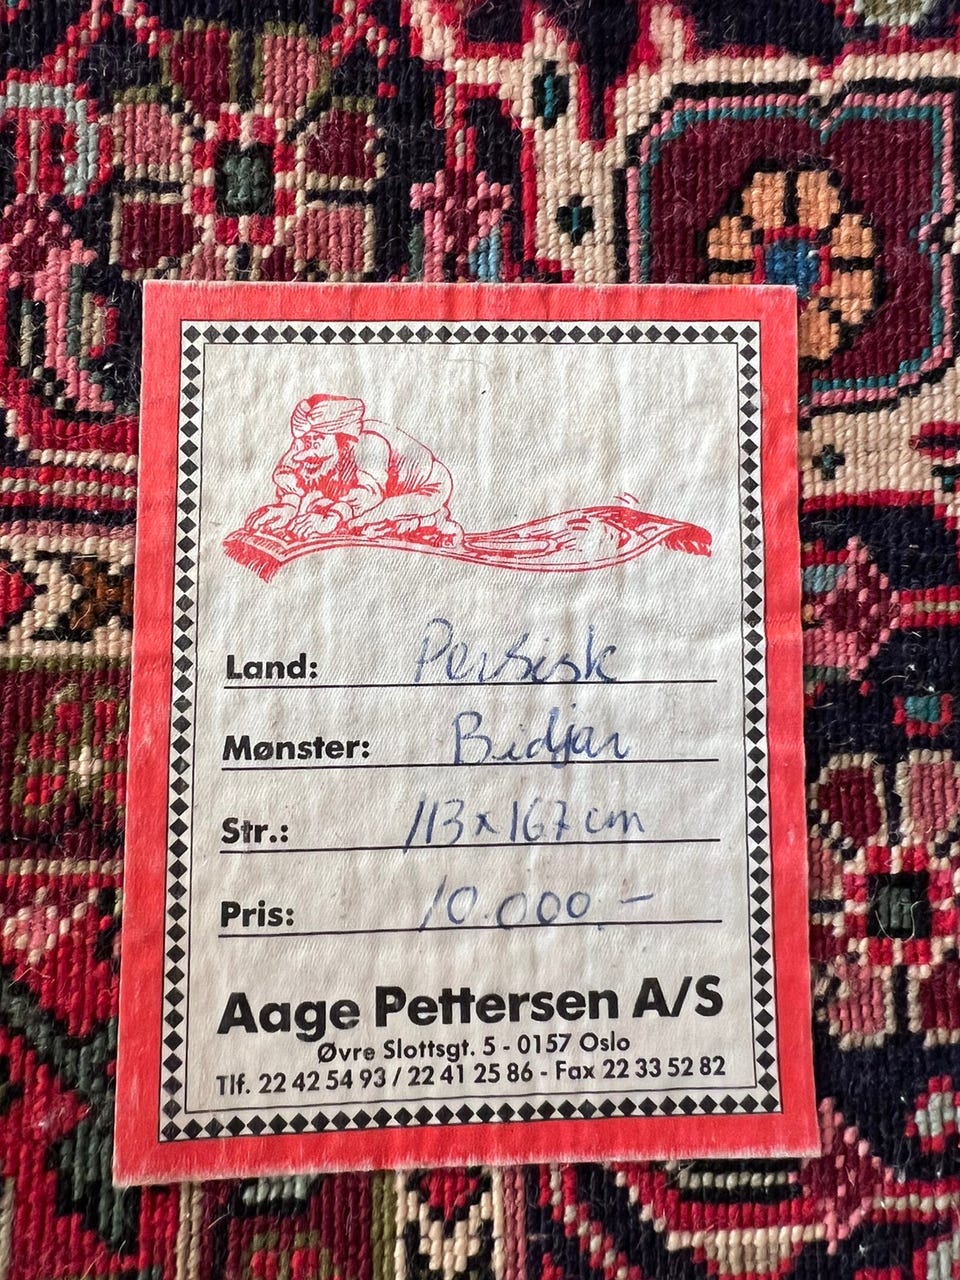 Land: Persisk
Mønster: Bidjar
Str.: 113 x 167 cm
Pris: 10.000.-
Aage Pettersen A/S
Øvre Slottsgt. 5 - 0157 Oslo
Tlf. 22 42 54 93 / 22 41 25 86 - Fax 22 33 52 82